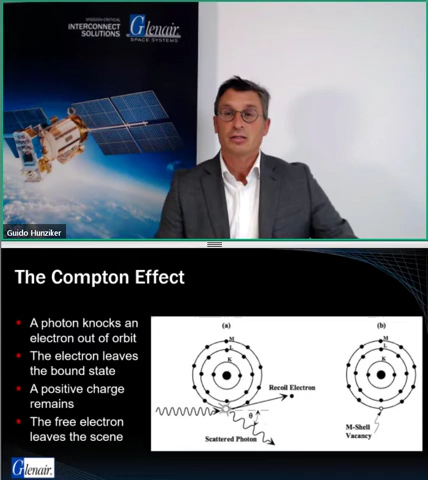 MISSION-CRITICAL
INTERCONNECT
SOLUTIONS
Glenair.
SPACE SYSTEMS
Guido Hunziker
The Compton Effect
A photon knocks an
electron out of orbit
The electron leaves
the bound state
A positive charge
remains
The free electron
leaves the scene
(a)
M
L
K
Recoil Electron
θ
Scattered Photon
(b)
M
L
K
M-Shell
Vacancy
Glenair.